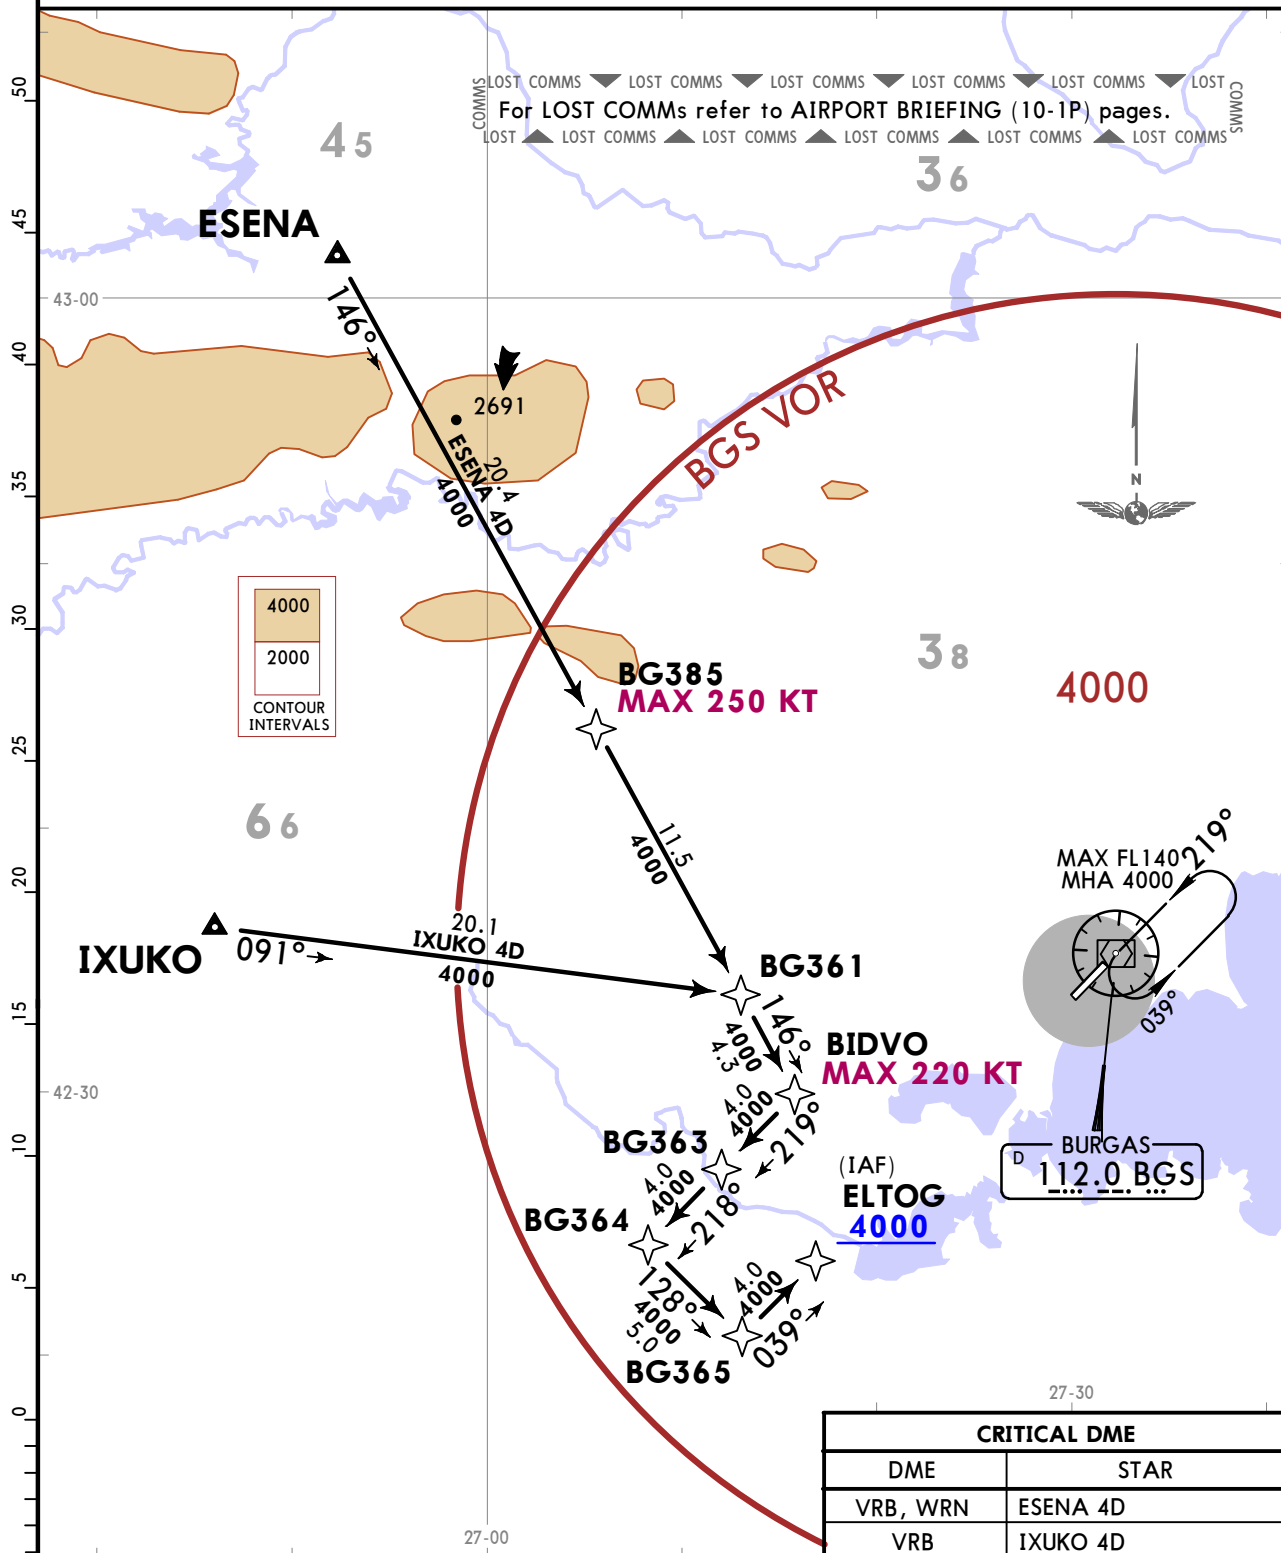 COMMS LOST COMMS LOST COMMS LOST COMMS LOST COMMS LOST COMMS LOST COMMS
For LOST COMMs refer to AIRPORT BRIEFING (10-1P) pages.
LOST COMMS LOST COMMS LOST COMMS LOST COMMS LOST COMMS
50
45
36
45
ESENA
43-00
146°
40
2691
BGS VOR
ESENA 4D
20.4
4000
35
N
4000
2000
CONTOUR
INTERVALS
30
38
BG385
MAX 250 KT
4000
25
66
11.5
4000
219°
MAX FL140
MHA 4000
20
20.1
IXUKO 4D
4000
091°
IXUKO
BG361
039°
15
146°
4000
4.3
BIDVO
MAX 220 KT
42-30
4.0
4000
219°
10
BG363
BURGAS
D 112.0 BGS
(IAF)
ELTOG
4000
4.0
4000
218°
BG364
5
128°
4000
5.0
4.0
4000
039°
BG365
27-30
0
CRITICAL DME
DME STAR
VRB, WRN ESENA 4D
VRB IXUKO 4D
27-00